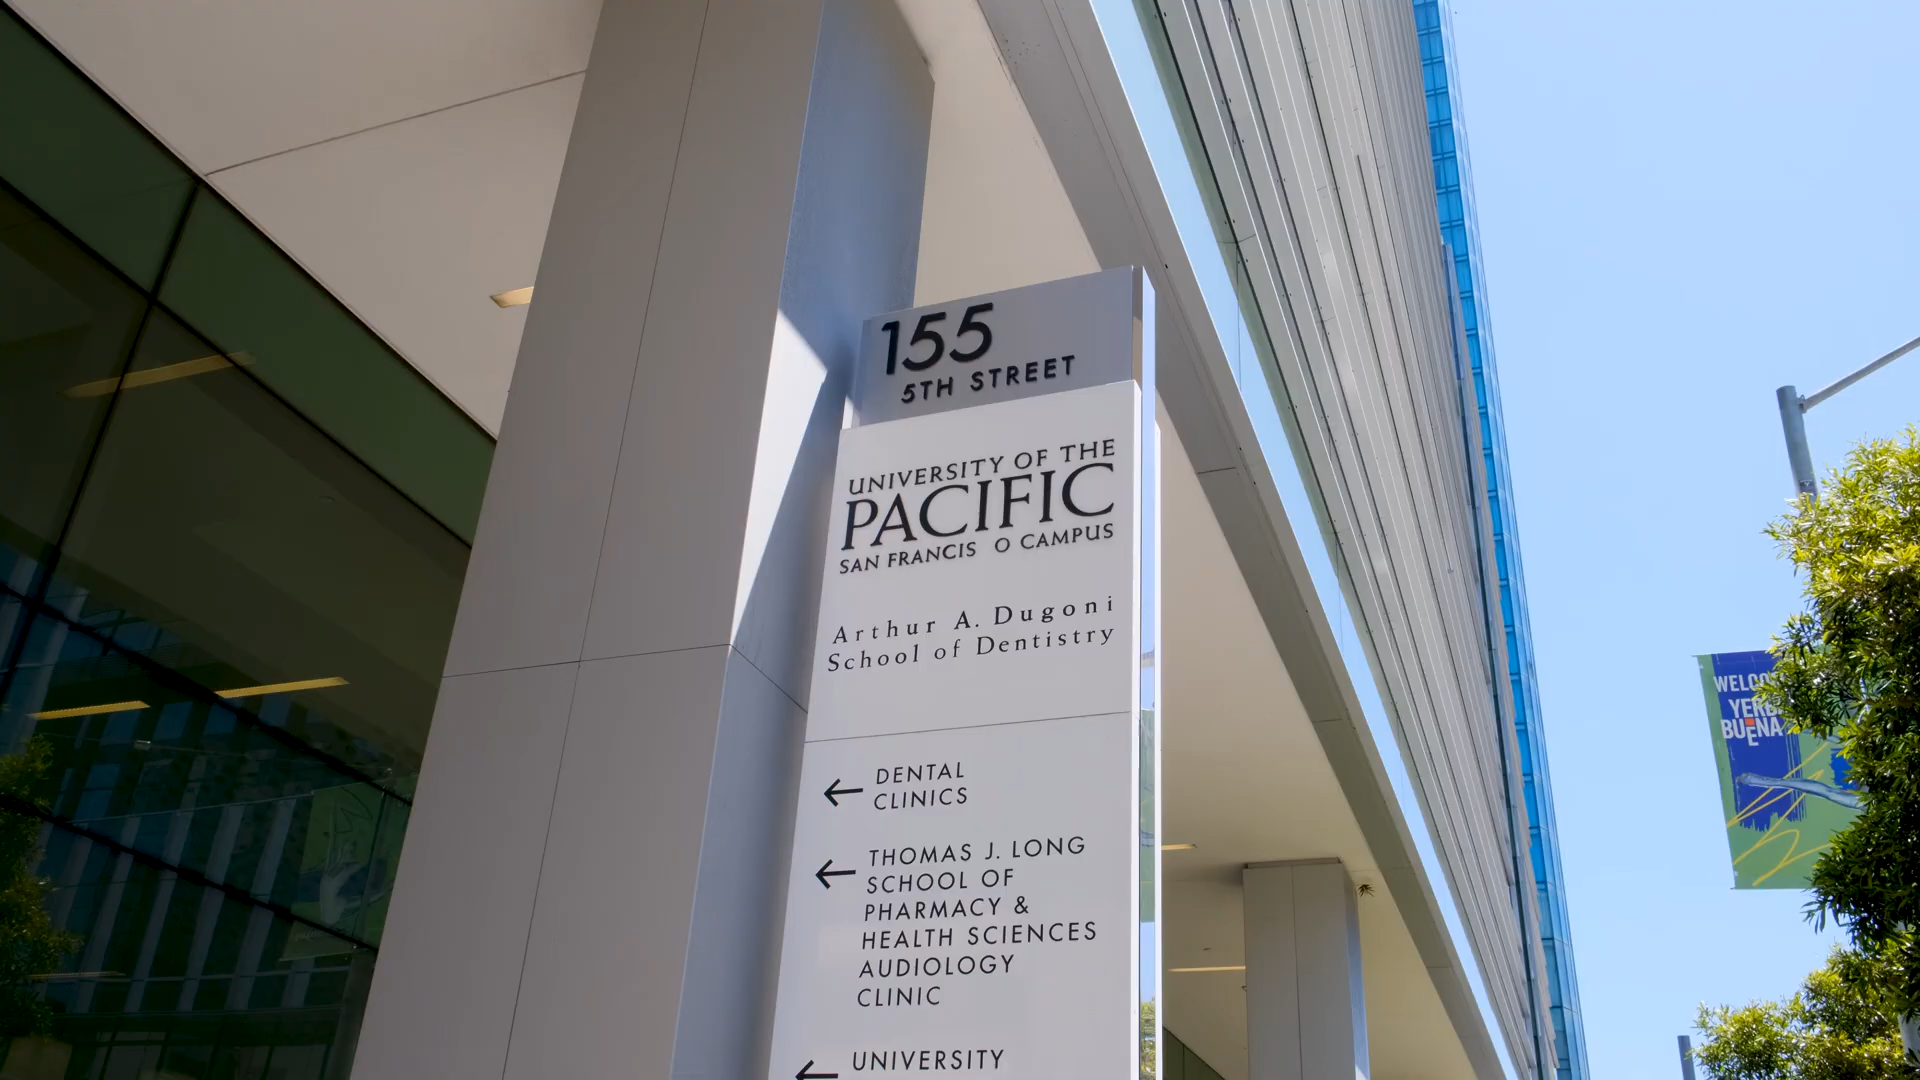 155
5TH STREET
UNIVERSITY OF THE
PACIFIC
SAN FRANCIS O CAMPUS
Arthur A. Dugoni
School of Dentistry
← DENTAL
CLINICS
← THOMAS J. LONG
SCHOOL OF
PHARMACY &
HEALTH SCIENCES
AUDIOLOGY
CLINIC
← UNIVERSITY
BUENA